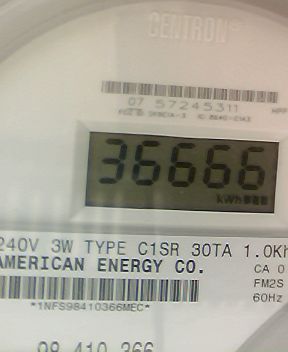 CENTRON®
07 57245311
36666
kWh
240V 3W TYPE C1SR 30TA 1.0Kh
AMERICAN ENERGY CO.
CA 0
FM2S
60Hz
*1NFS98410366MEC*
98 410 366